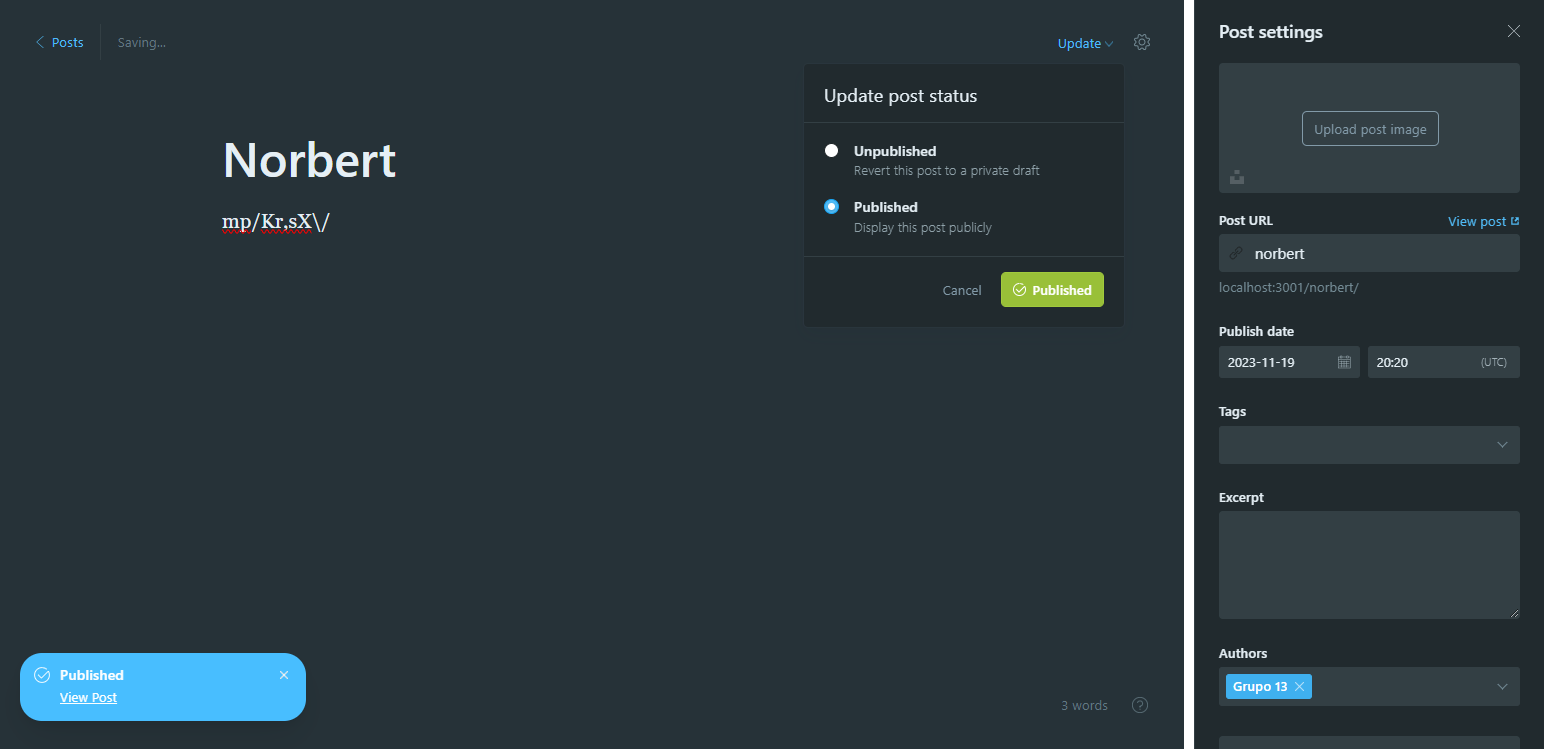 Posts
Saving...
Update
Update post status
Norbert
mp/Kr,sX\/
Unpublished
Revert this post to a private draft
Published
Display this post publicly
Cancel
Published
Published
View Post
3 words
?
Post settings
Upload post image
Post URL
View post
norbert
localhost:3001/norbert/
Publish date
2023-11-19
20:20
(UTC)
Tags
Excerpt
Authors
Grupo 13